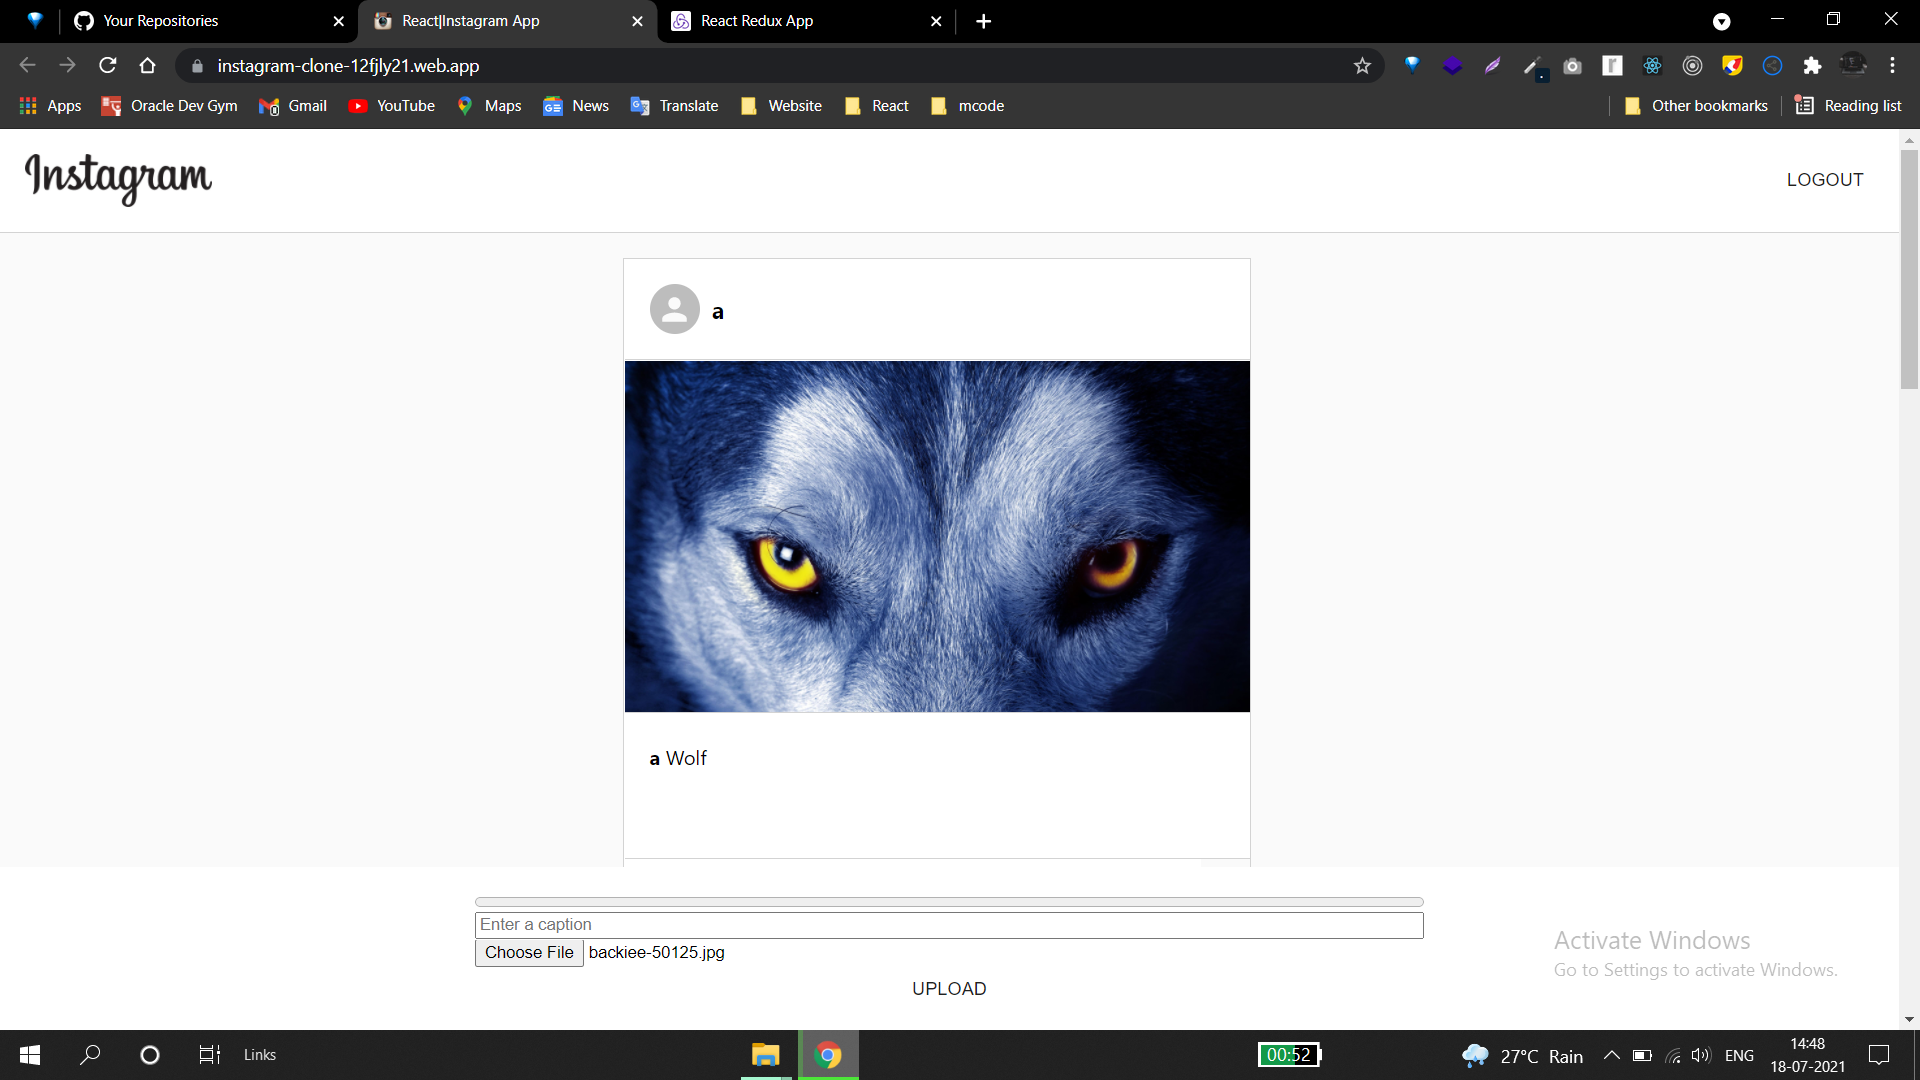 Your Repositories
React|Instagram App
React Redux App
instagram-clone-12fjly21.web.app
Apps Oracle Dev Gym Gmail YouTube Maps News Translate Website React mcode Other bookmarks Reading list
Instagram
LOGOUT
a
a Wolf
Enter a caption
Choose File backiee-50125.jpg
UPLOAD
Activate Windows
Go to Settings to activate Windows.
Links
00:52
27°C Rain
ENG
14:48
18-07-2021